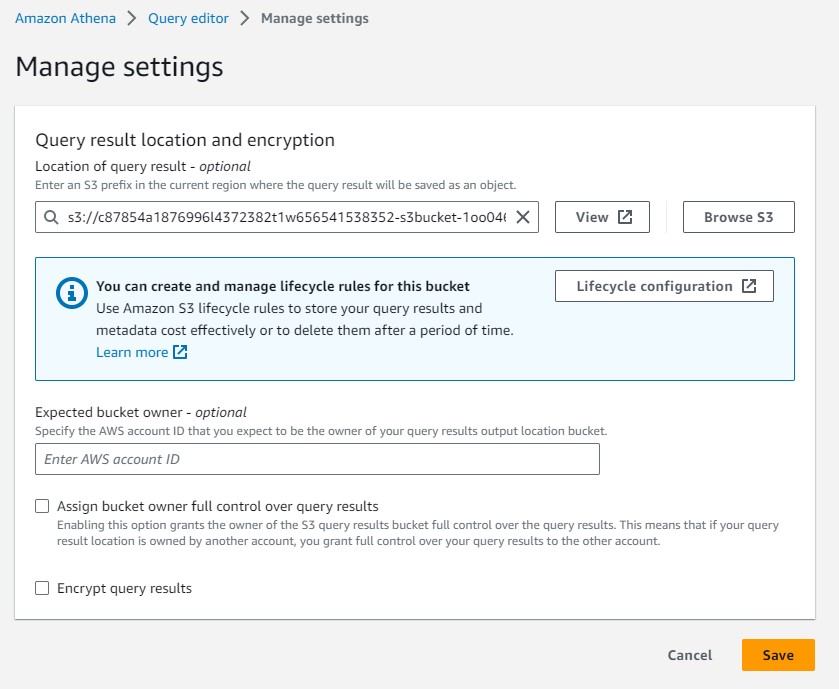 Amazon Athena > Query editor > Manage settings
Manage settings
Query result location and encryption
Location of query result - optional
Enter an S3 prefix in the current region where the query result will be saved as an object.
s3://c87854a1876996l4372382t1w656541538352-s3bucket-1oo046
View
Browse S3
You can create and manage lifecycle rules for this bucket
Lifecycle configuration
Use Amazon S3 lifecycle rules to store your query results and
metadata cost effectively or to delete them after a period of time.
Learn more
Expected bucket owner - optional
Specify the AWS account ID that you expect to be the owner of your query results output location bucket.
Enter AWS account ID
Assign bucket owner full control over query results
Enabling this option grants the owner of the S3 query results bucket full control over the query results. This means that if your query
result location is owned by another account, you grant full control over your query results to the other account.
Encrypt query results
Cancel
Save